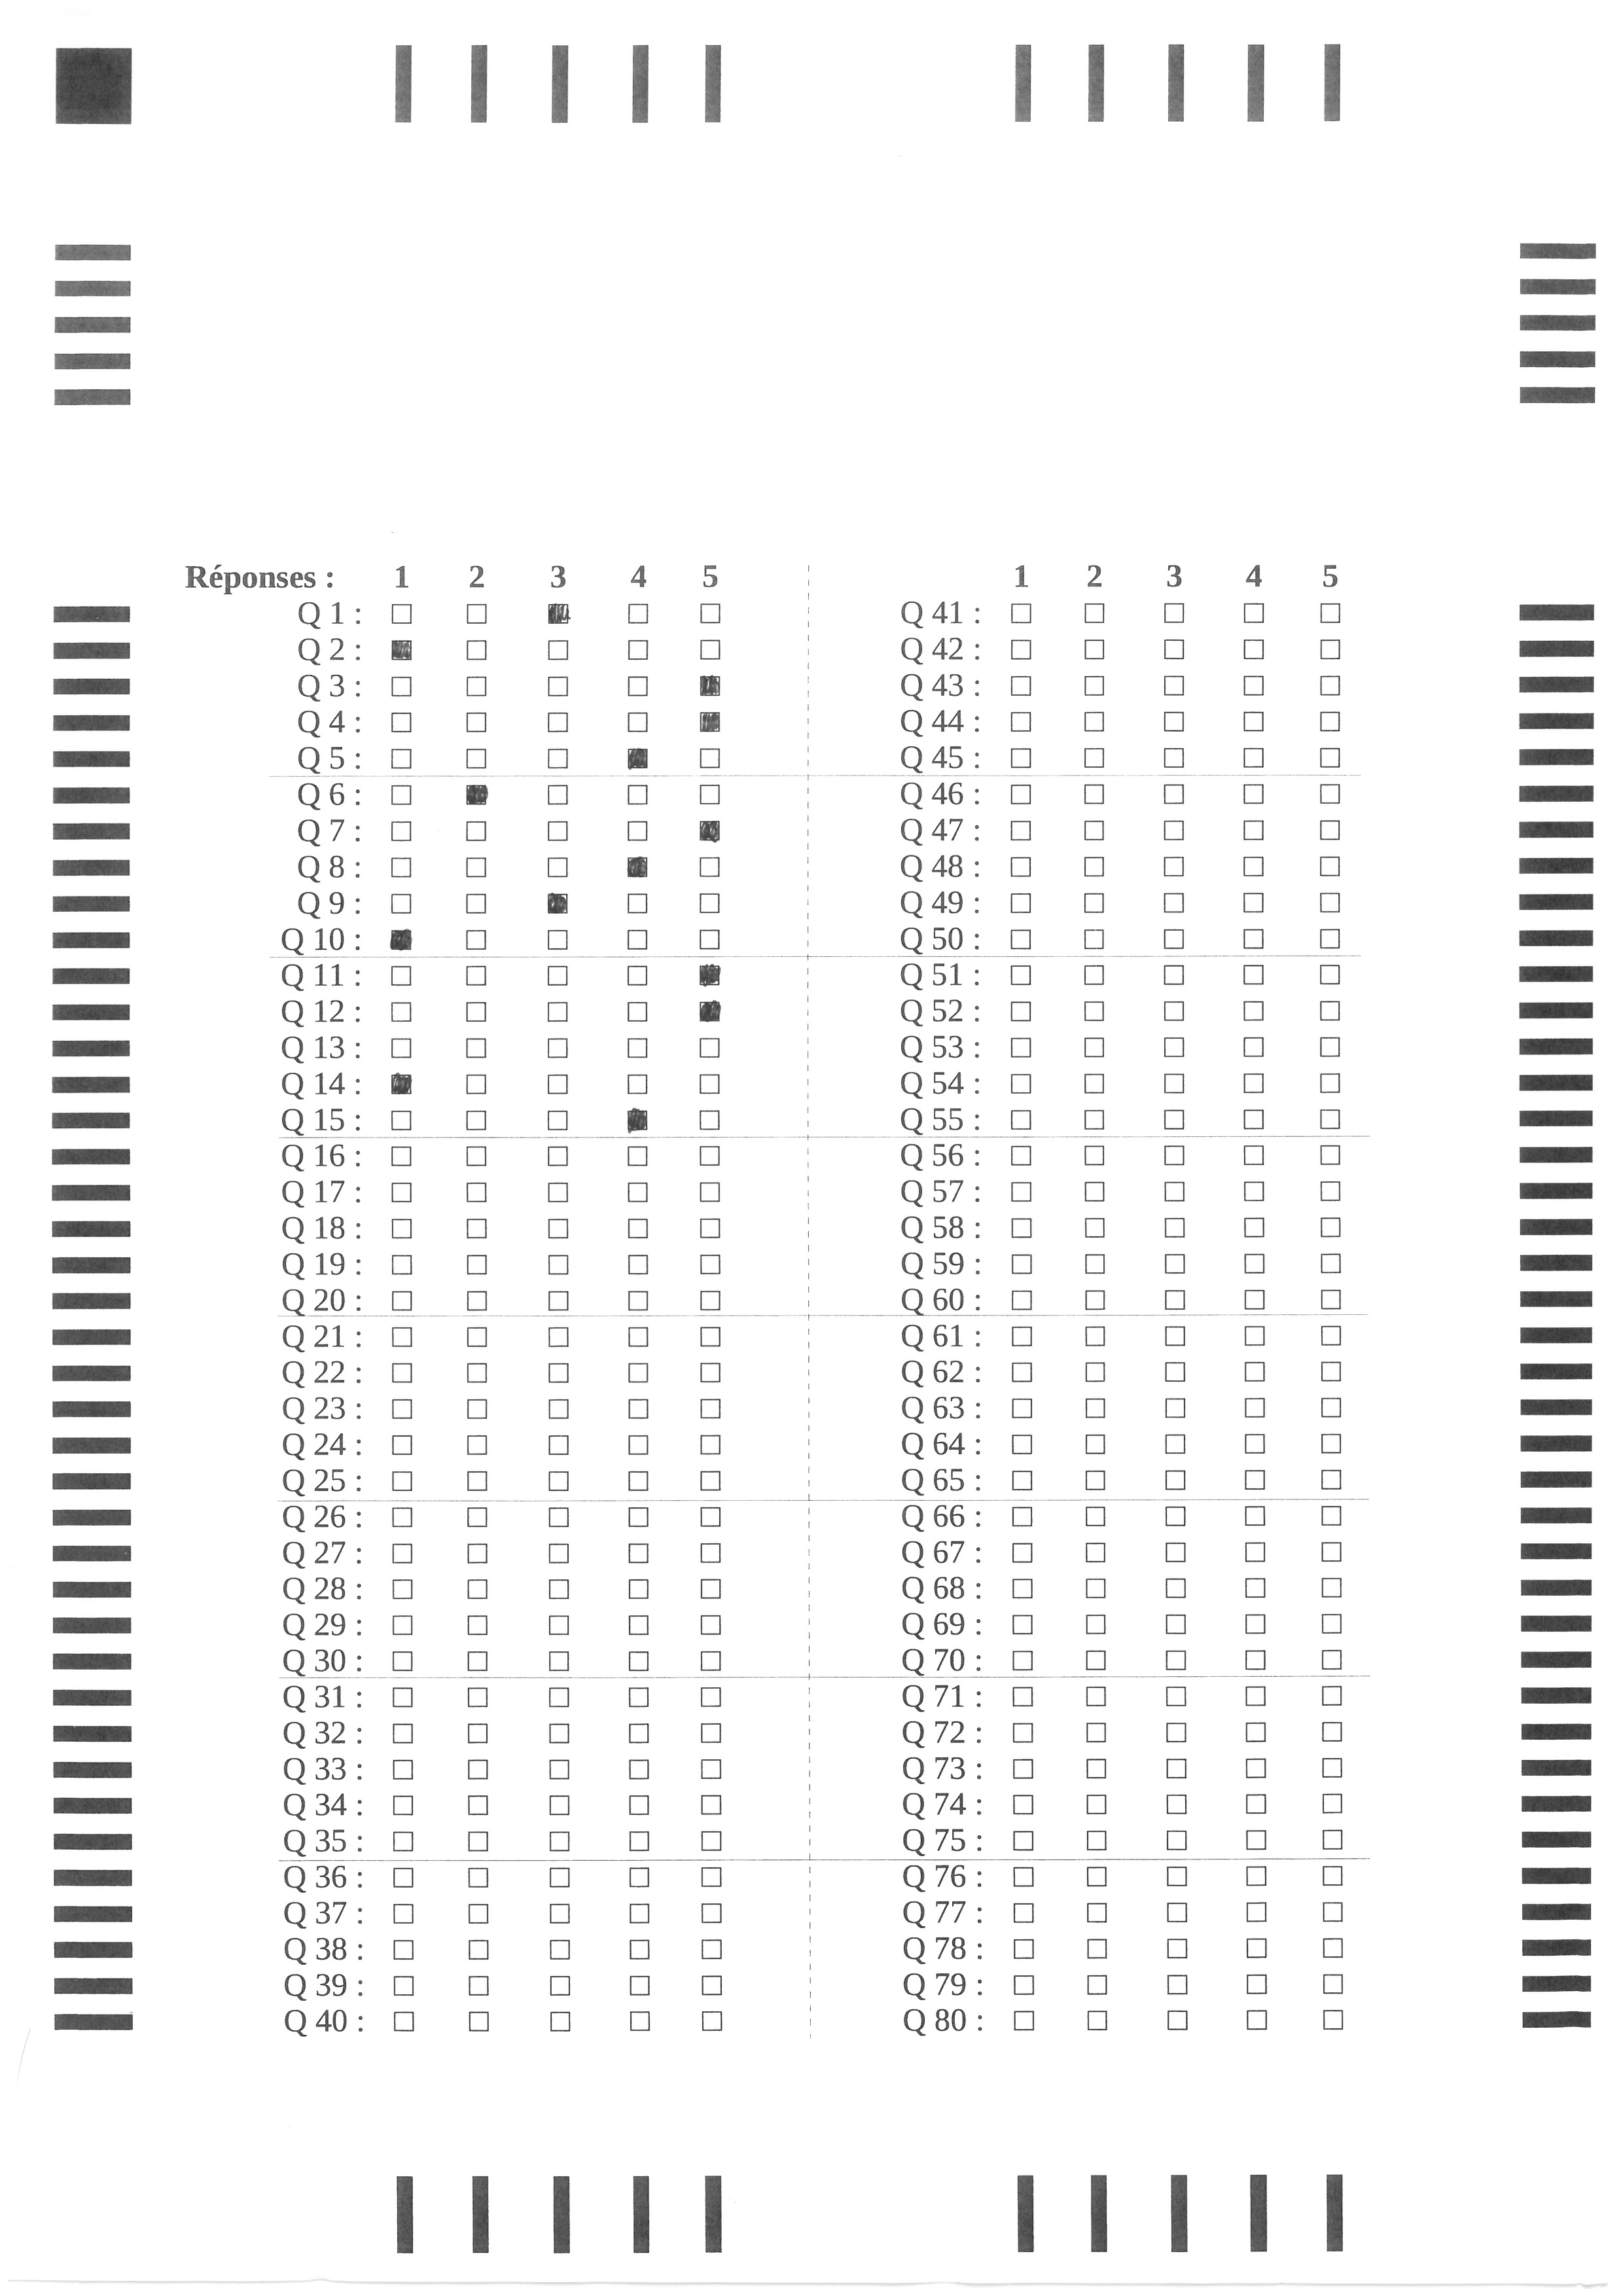 Réponses : 1 2 3 4 5
Q 1 :
Q 2 :
Q 3 :
Q 4 :
Q 5 :
Q 6 :
Q 7 :
Q 8 :
Q 9 :
Q 10 :
Q 11 :
Q 12 :
Q 13 :
Q 14 :
Q 15 :
Q 16 :
Q 17 :
Q 18 :
Q 19 :
Q 20 :
Q 21 :
Q 22 :
Q 23 :
Q 24 :
Q 25 :
Q 26 :
Q 27 :
Q 28 :
Q 29 :
Q 30 :
Q 31 :
Q 32 :
Q 33 :
Q 34 :
Q 35 :
Q 36 :
Q 37 :
Q 38 :
Q 39 :
Q 40 :
1 2 3 4 5
Q 41 :
Q 42 :
Q 43 :
Q 44 :
Q 45 :
Q 46 :
Q 47 :
Q 48 :
Q 49 :
Q 50 :
Q 51 :
Q 52 :
Q 53 :
Q 54 :
Q 55 :
Q 56 :
Q 57 :
Q 58 :
Q 59 :
Q 60 :
Q 61 :
Q 62 :
Q 63 :
Q 64 :
Q 65 :
Q 66 :
Q 67 :
Q 68 :
Q 69 :
Q 70 :
Q 71 :
Q 72 :
Q 73 :
Q 74 :
Q 75 :
Q 76 :
Q 77 :
Q 78 :
Q 79 :
Q 80 :